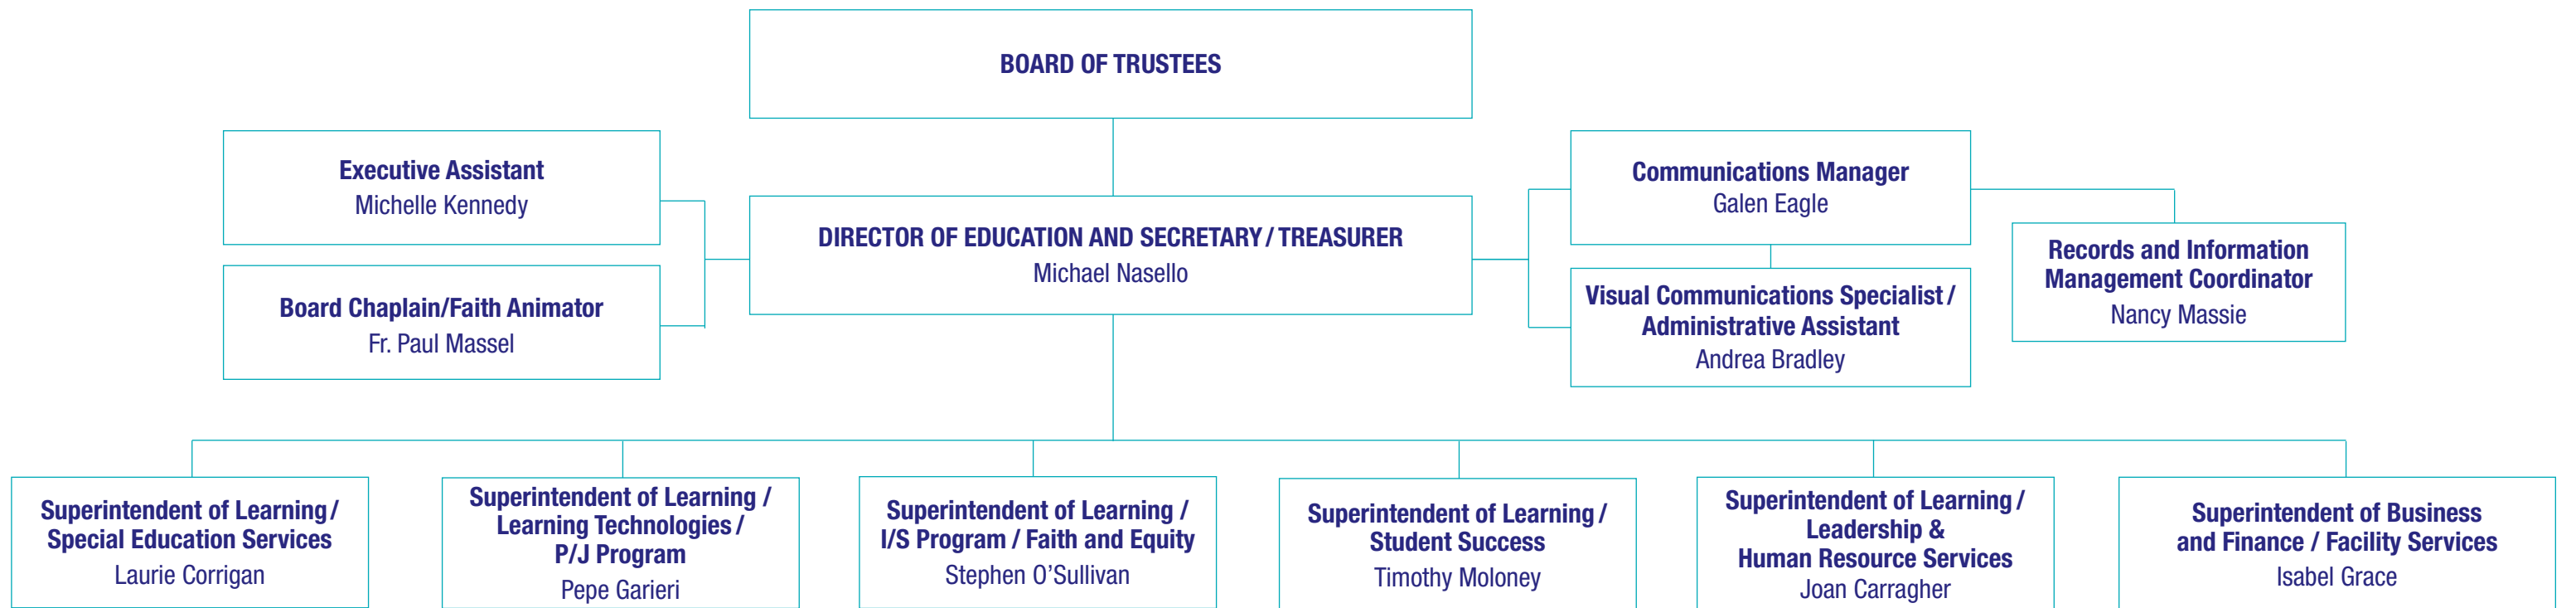 BOARD OF TRUSTEES
Executive Assistant
Michelle Kennedy
Board Chaplain/Faith Animator
Fr. Paul Massel
DIRECTOR OF EDUCATION AND SECRETARY / TREASURER
Michael Nasello
Communications Manager
Galen Eagle
Visual Communications Specialist /
Administrative Assistant
Andrea Bradley
Records and Information
Management Coordinator
Nancy Massie
Superintendent of Learning /
Special Education Services
Laurie Corrigan
Superintendent of Learning /
Learning Technologies /
P/J Program
Pepe Garieri
Superintendent of Learning /
I/S Program / Faith and Equity
Stephen O'Sullivan
Superintendent of Learning /
Student Success
Timothy Moloney
Superintendent of Learning /
Leadership &
Human Resource Services
Joan Carragher
Superintendent of Business
and Finance / Facility Services
Isabel Grace